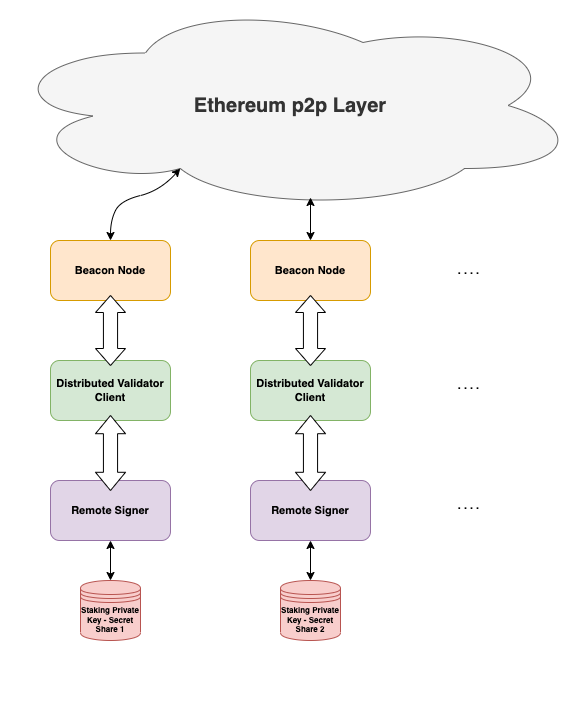 Ethereum p2p Layer
Beacon Node
Beacon Node
....
Distributed Validator
Client
Distributed Validator
Client
....
Remote Signer
Remote Signer
....
Staking Private
Key - Secret
Share 1
Staking Private
Key - Secret
Share 2